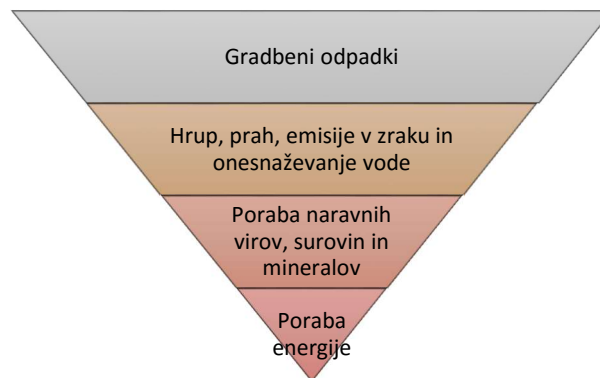 Gradbeni odpadki
Hrup, prah, emisije v zraku in
onesnaževanje vode
Poraba naravnih
virov, surovin in
mineralov
Poraba
energije